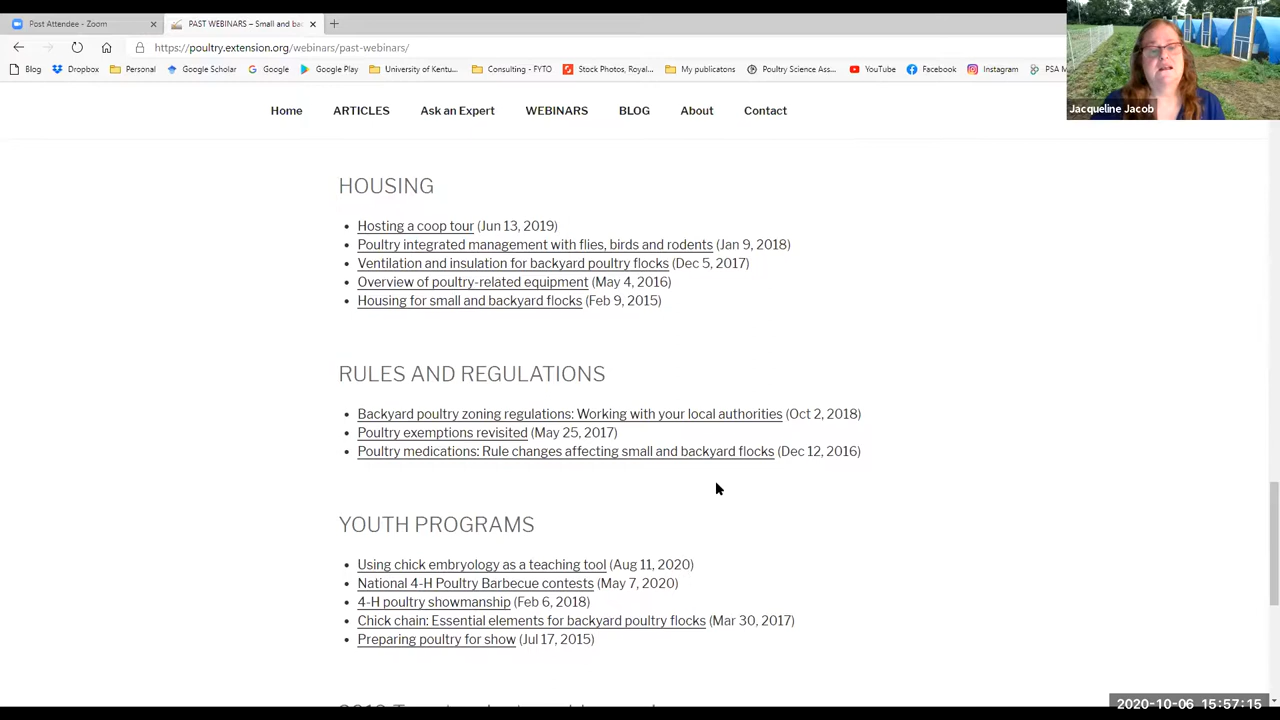 Post Attendee - Zoom
PAST WEBINARS – Small and ba
https://poultry.extension.org/webinars/past-webinars/
Blog
Dropbox
Personal
Google Scholar
Google
Google Play
University of Kentu...
Consulting - FYTO
Stock Photos, Royal...
My publicatons
Poultry Science Ass...
YouTube
Facebook
Instagram
PSA M
Jacqueline Jacob
Home
ARTICLES
Ask an Expert
WEBINARS
BLOG
About
Contact
HOUSING
• Hosting a coop tour (Jun 13, 2019)
• Poultry integrated management with flies, birds and rodents (Jan 9, 2018)
• Ventilation and insulation for backyard poultry flocks (Dec 5, 2017)
• Overview of poultry-related equipment (May 4, 2016)
• Housing for small and backyard flocks (Feb 9, 2015)
RULES AND REGULATIONS
• Backyard poultry zoning regulations: Working with your local authorities (Oct 2, 2018)
• Poultry exemptions revisited (May 25, 2017)
• Poultry medications: Rule changes affecting small and backyard flocks (Dec 12, 2016)
YOUTH PROGRAMS
• Using chick embryology as a teaching tool (Aug 11, 2020)
• National 4-H Poultry Barbecue contests (May 7, 2020)
• 4-H poultry showmanship (Feb 6, 2018)
• Chick chain: Essential elements for backyard poultry flocks (Mar 30, 2017)
• Preparing poultry for show (Jul 17, 2015)
2020-10-06 15:57:15